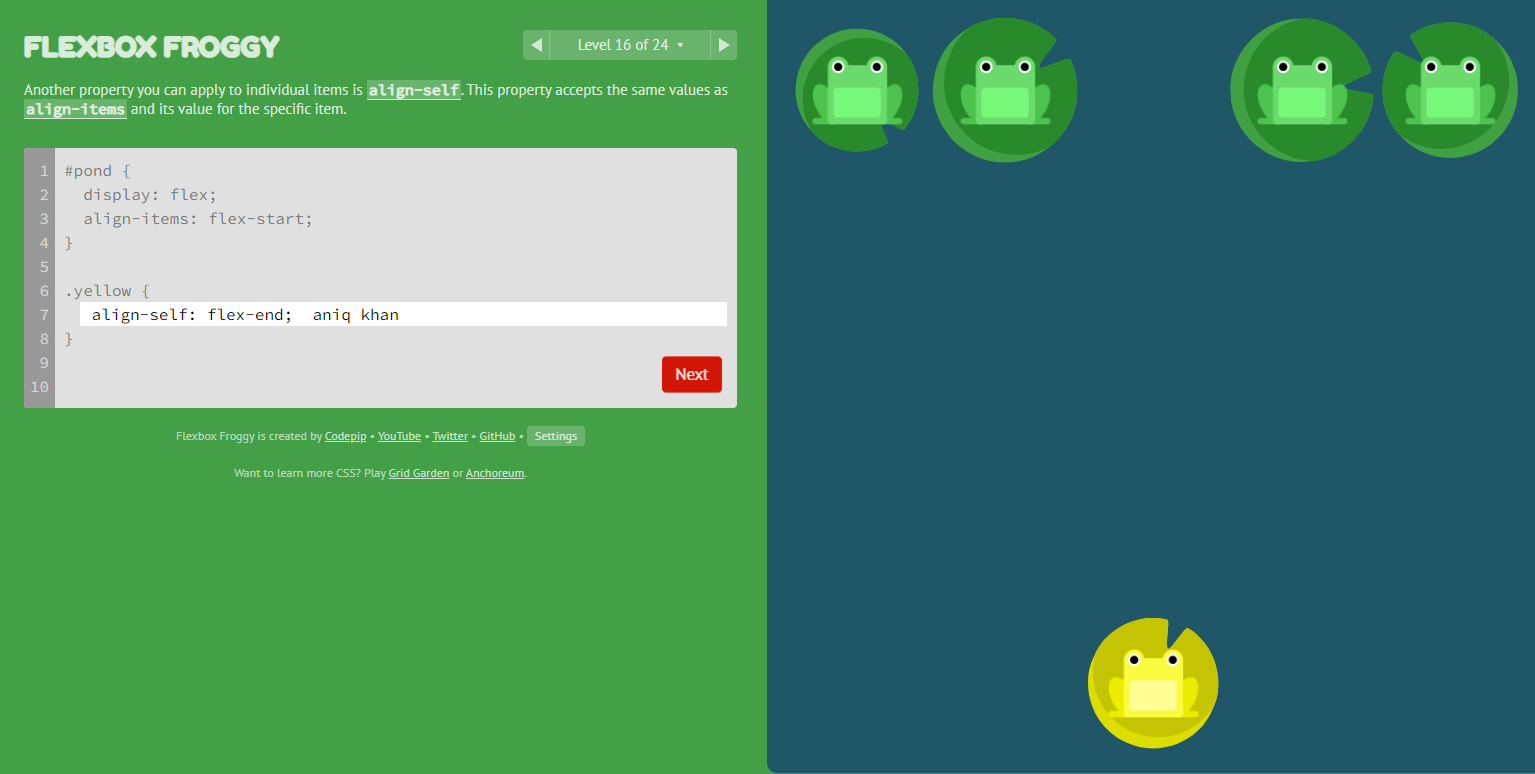 FLEXBOX FROGGY
Level 16 of 24
Another property you can apply to individual items is align-self. This property accepts the same values as
align-items and its value for the specific item.
1 #pond {
2 display: flex;
3 align-items: flex-start;
4 }
5
6 .yellow {
7 align-self: flex-end;  aniq khan
8 }
9
10
Next
Flexbox Froggy is created by Codepip • YouTube • Twitter • GitHub • Settings
Want to learn more CSS? Play Grid Garden or Anchoreum.